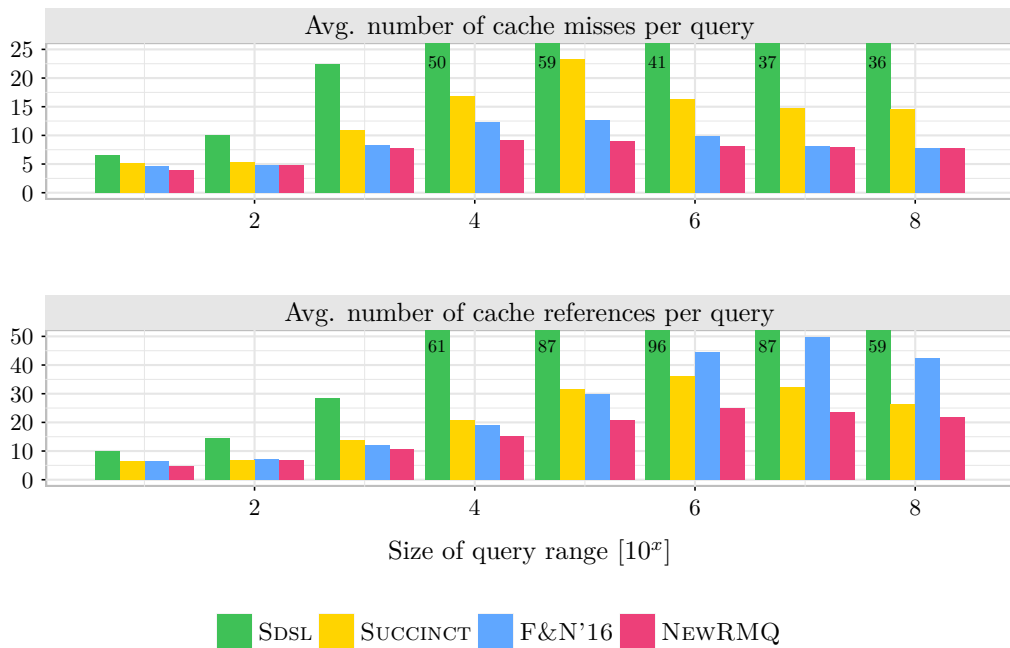 Avg. number of cache misses per query
25
20
15
10
5
0
50 59 41 37 36
2 4 6 8
Avg. number of cache references per query
50
40
30
20
10
0
61 87 96 87 59
2 4 6 8
Size of query range [10^x]
SDSL SUCCINCT F&N'16 NEWRMQ